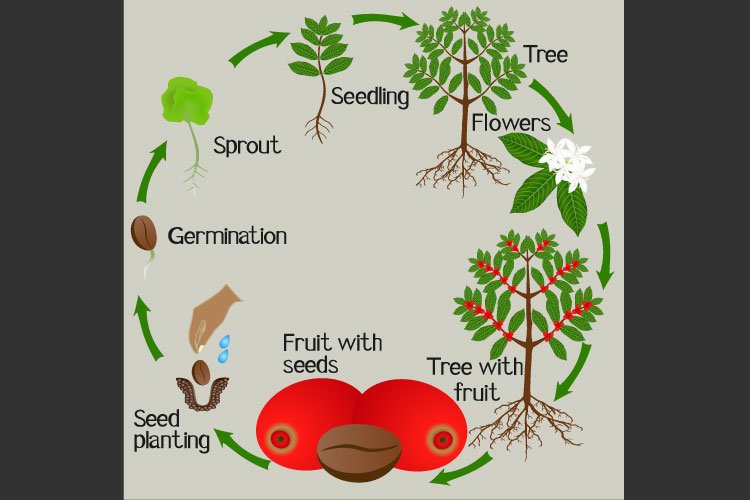 Tree
Seedling
Flowers
Sprout
Germination
Fruit with
seeds
Tree with
fruit
Seed
planting